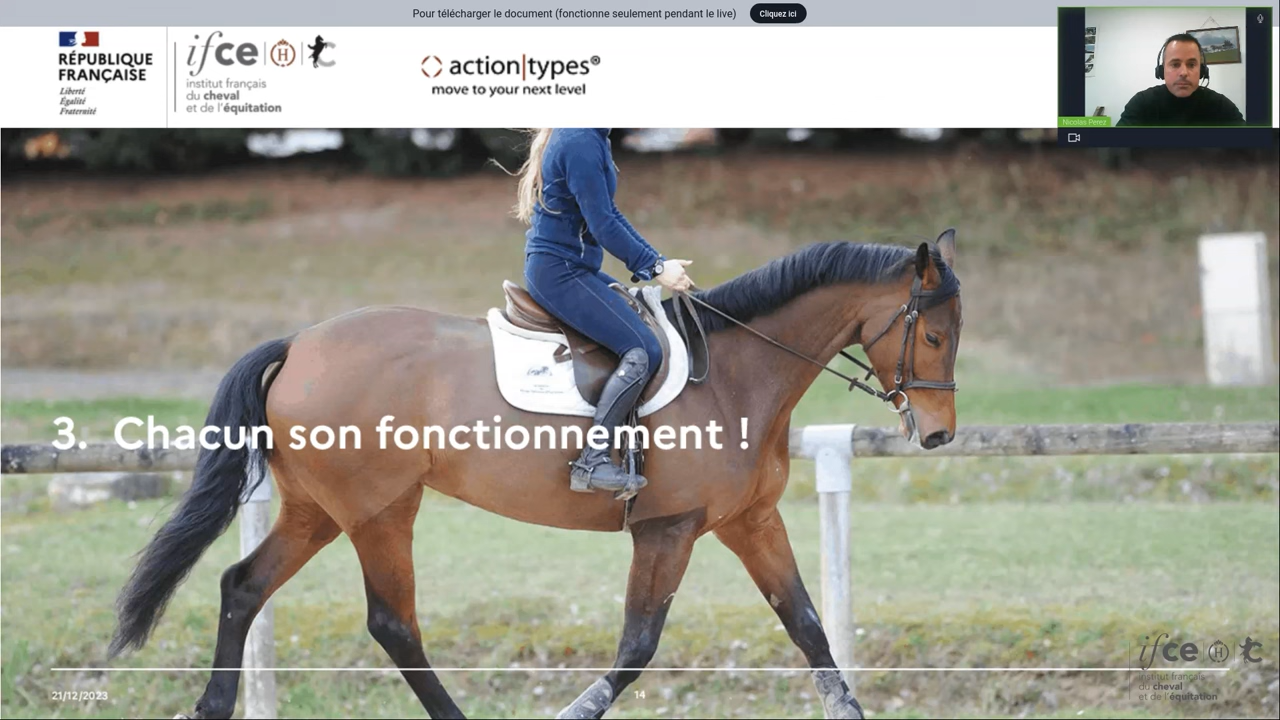 Pour télécharger le document (fonctionne seulement pendant le live)
Cliquez ici
RÉPUBLIQUE
FRANÇAISE
Liberté
Égalité
Fraternité
ifce
H
institut français
du cheval
et de l'équitation
action|types®
move to your next level
Nicolas Perez
3. Chacun son fonctionnement !
21/12/2023
14
ifce
H
institut français
du cheval
et de l'équitation